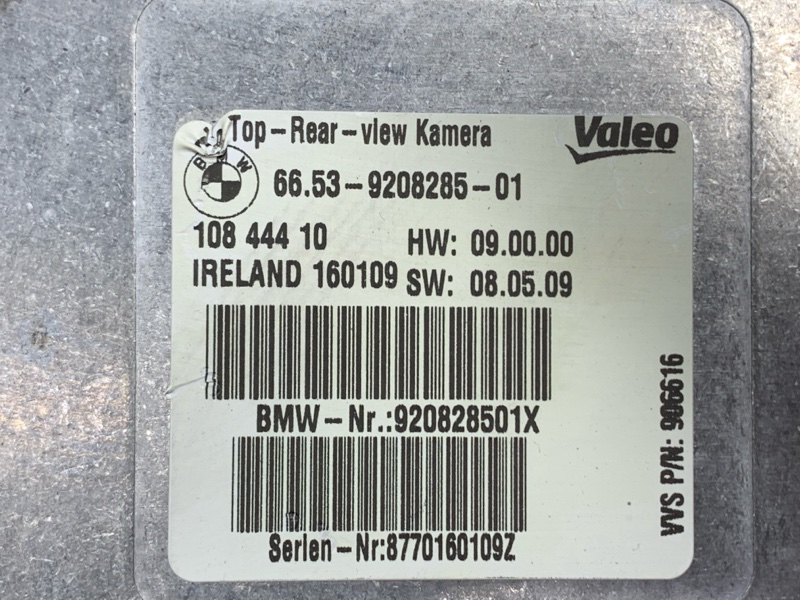 Top-Rear-view Kamera
Valeo
BMW
66.53-9208285-01
108 444 10 HW: 09.00.00
IRELAND 160109 SW: 08.05.09
BMW-Nr.:920828501X
Serien-Nr:8770160109Z
VVS P/N: 906616